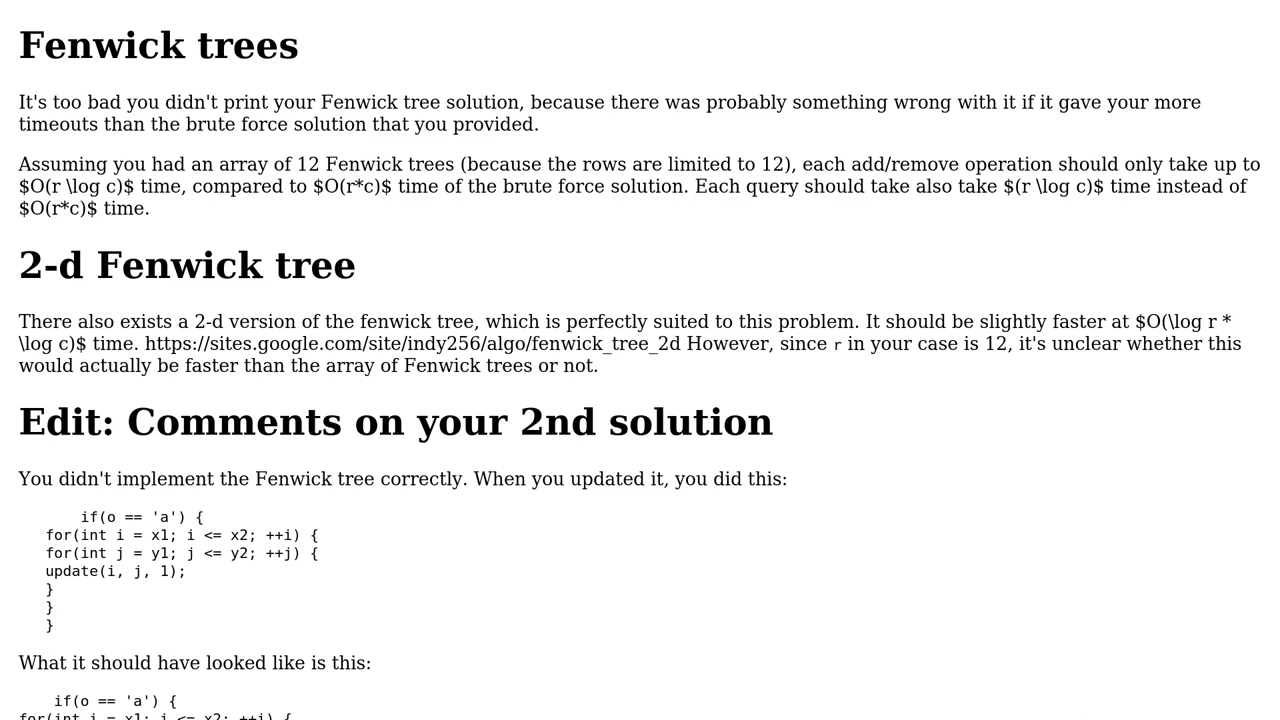 Fenwick trees
It's too bad you didn't print your Fenwick tree solution, because there was probably something wrong with it if it gave your more
timeouts than the brute force solution that you provided.
Assuming you had an array of 12 Fenwick trees (because the rows are limited to 12), each add/remove operation should only take up to
$O(r \log c)$ time, compared to $O(r*c)$ time of the brute force solution. Each query should take also take $(r \log c)$ time instead of
$O(r*c)$ time.
2-d Fenwick tree
There also exists a 2-d version of the fenwick tree, which is perfectly suited to this problem. It should be slightly faster at $O(\log r *
\log c)$ time. https://sites.google.com/site/indy256/algo/fenwick_tree_2d However, since r in your case is 12, it's unclear whether this
would actually be faster than the array of Fenwick trees or not.
Edit: Comments on your 2nd solution
You didn't implement the Fenwick tree correctly. When you updated it, you did this:
if(o == 'a') {
for(int i = x1; i <= x2; ++i) {
for(int j = y1; j <= y2; ++j) {
update(i, j, 1);
}
}
}
What it should have looked like is this:
if(o == 'a') {
for(int i = x1; i <= x2; ++i) {